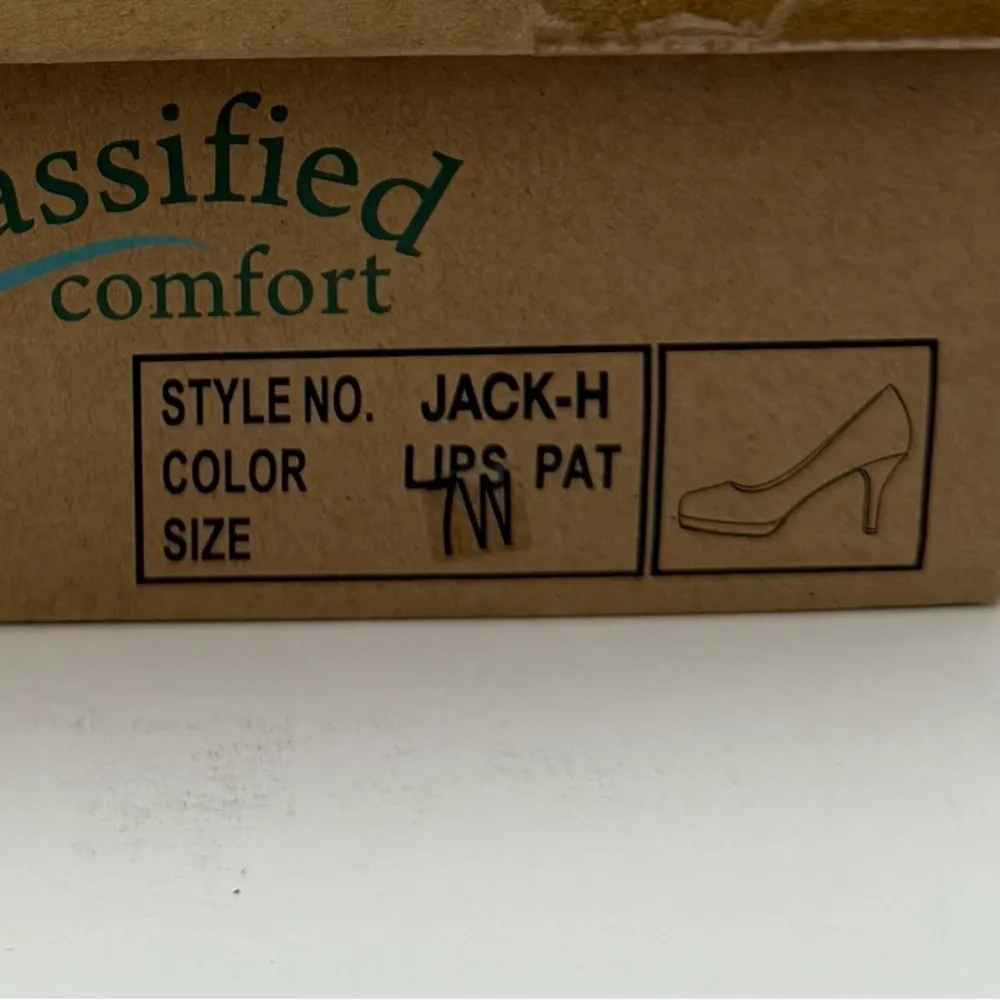 assified
comfort
STYLE NO. JACK-H
COLOR LIPS PAT
SIZE 7W